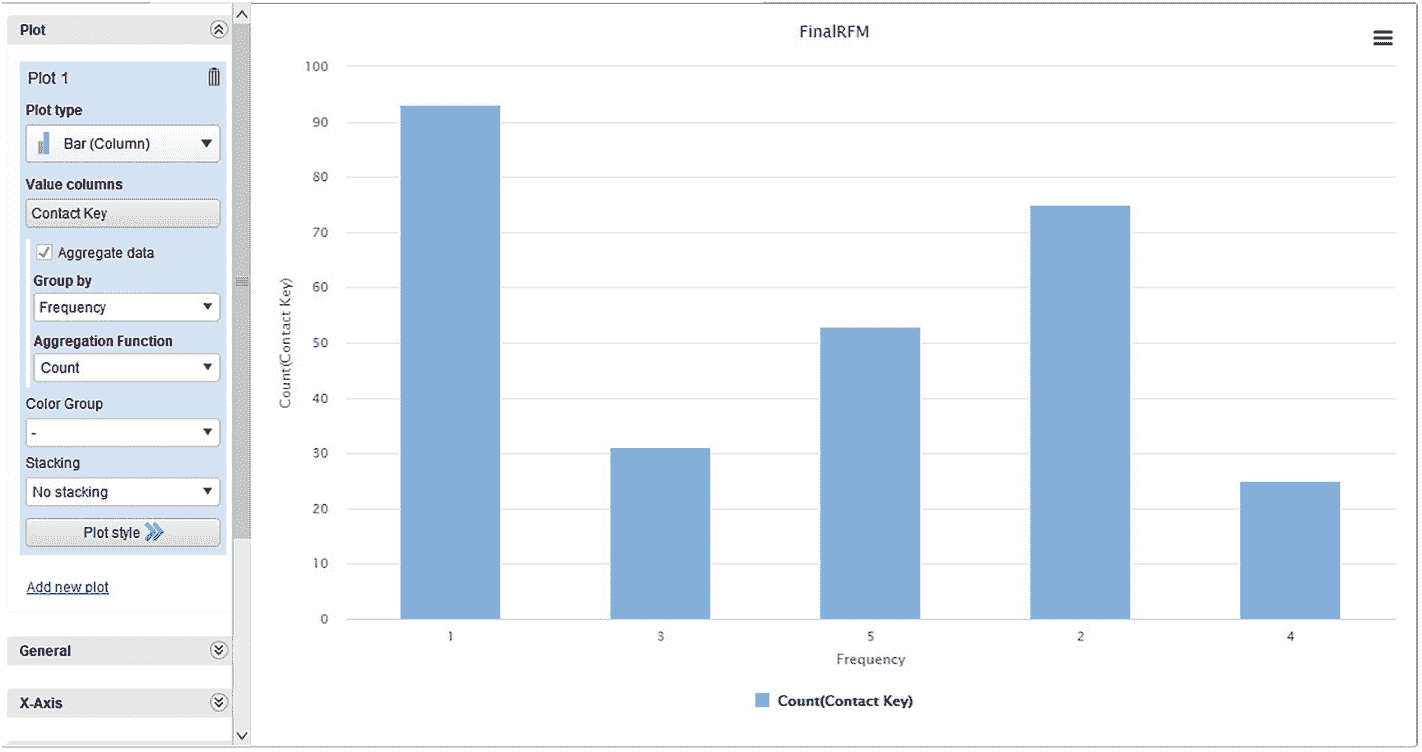 Plot
Plot 1
Plot type
Bar (Column)
Value columns
Contact Key
Aggregate data
Group by
Frequency
Aggregation Function
Count
Color Group
-
Stacking
No stacking
Plot style
Add new plot
General
X-Axis
FinalRFM
100
90
80
70
60
50
40
30
20
10
0
Count(Contact Key)
1 3 5 2 4
Frequency
Count(Contact Key)